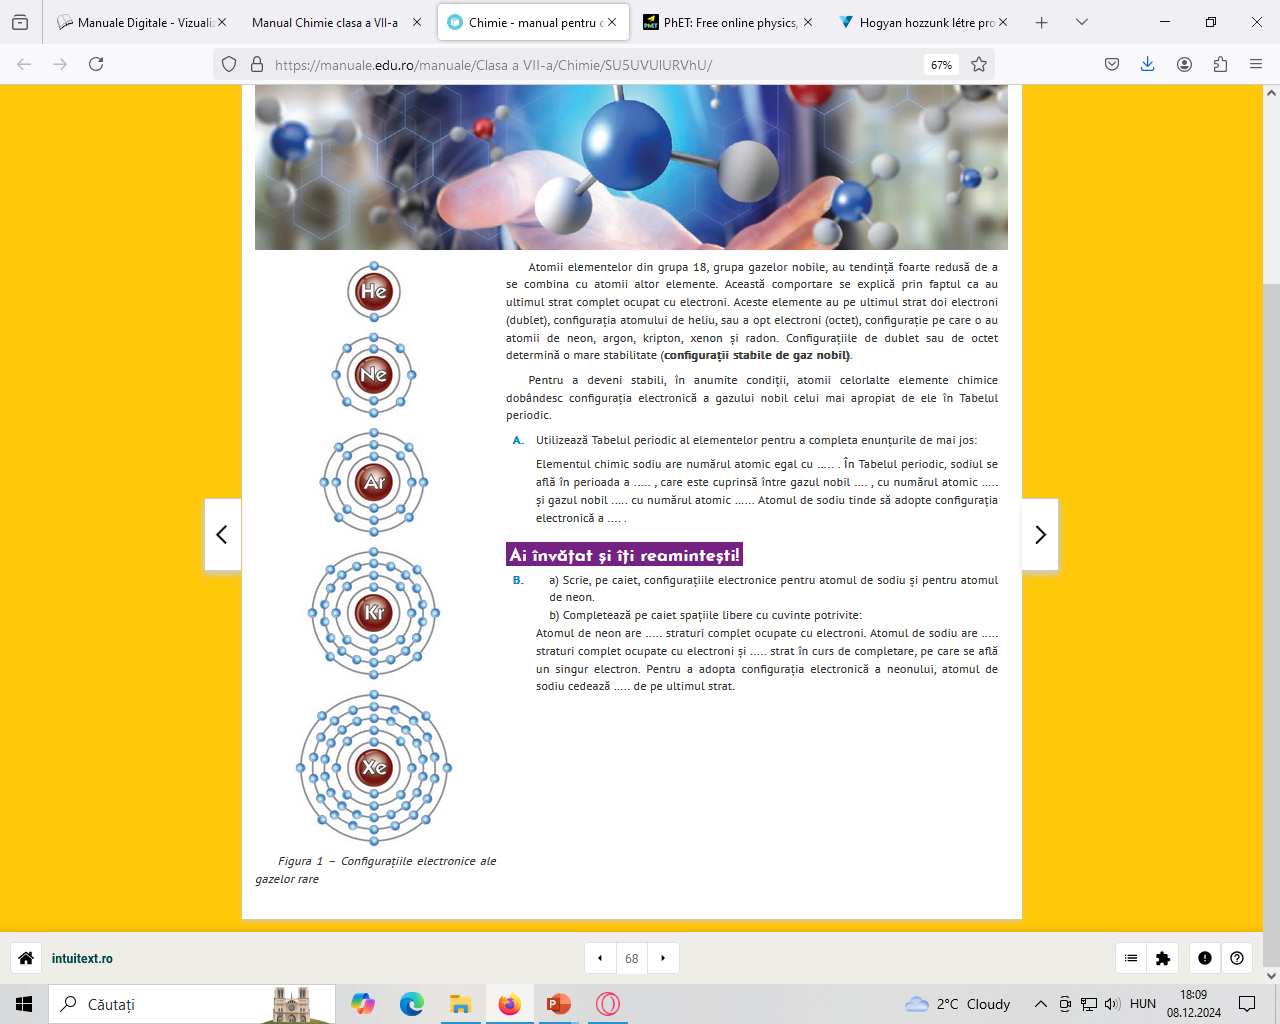 Manuale Digitale - Vizualiz
Manual Chimie clasa a VII-a
Chimie - manual pentru c
PhET: Free online physics,
Hogyan hozzunk létre pro
https://manuale.edu.ro/manuale/Clasa a VII-a/Chimie/SU5UVUlURVhU/
67%
He
Ne
Ar
Kr
Xe
Figura 1 – Configurațiile electronice ale
gazelor rare
Atomii elementelor din grupa 18, grupa gazelor nobile, au tendință foarte redusă de a
se combina cu atomii altor elemente. Această comportare se explică prin faptul ca au
ultimul strat complet ocupat cu electroni. Aceste elemente au pe ultimul strat doi electroni
(dublet), configurația atomului de heliu, sau a opt electroni (octet), configurație pe care o au
atomii de neon, argon, kripton, xenon și radon. Configurațiile de dublet sau de octet
determină o mare stabilitate (configurații stabile de gaz nobil).
Pentru a deveni stabili, în anumite condiții, atomii celorlalte elemente chimice
dobândesc configurația electronică a gazului nobil celui mai apropiat de ele în Tabelul
periodic.
A. Utilizează Tabelul periodic al elementelor pentru a completa enunțurile de mai jos:
Elementul chimic sodiu are numărul atomic egal cu ..... . În Tabelul periodic, sodiul se
află în perioada a ..... , care este cuprinsă între gazul nobil .... , cu numărul atomic .....
și gazul nobil ..... cu numărul atomic ...... Atomul de sodiu tinde să adopte configurația
electronică a .... .
Ai învățat și îți reamintești!
B. a) Scrie, pe caiet, configurațiile electronice pentru atomul de sodiu și pentru atomul
de neon.
b) Completează pe caiet spațiile libere cu cuvinte potrivite:
Atomul de neon are ..... straturi complet ocupate cu electroni. Atomul de sodiu are .....
straturi complet ocupate cu electroni și ..... strat în curs de completare, pe care se află
un singur electron. Pentru a adopta configurația electronică a neonului, atomul de
sodiu cedează ..... de pe ultimul strat.
intuitext.ro
68
Căutați
2°C Cloudy
HUN
18:09
08.12.2024